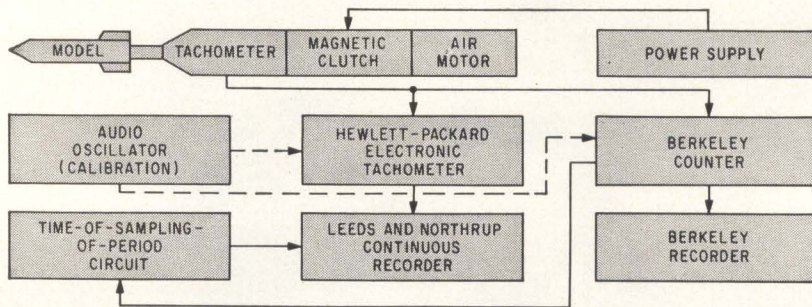 MODEL
TACHOMETER
MAGNETIC
CLUTCH
AIR
MOTOR
POWER SUPPLY
AUDIO
OSCILLATOR
(CALIBRATION)
HEWLETT-PACKARD
ELECTRONIC
TACHOMETER
BERKELEY
COUNTER
TIME-OF-SAMPLING-
OF-PERIOD
CIRCUIT
LEEDS AND NORTHRUP
CONTINUOUS
RECORDER
BERKELEY
RECORDER